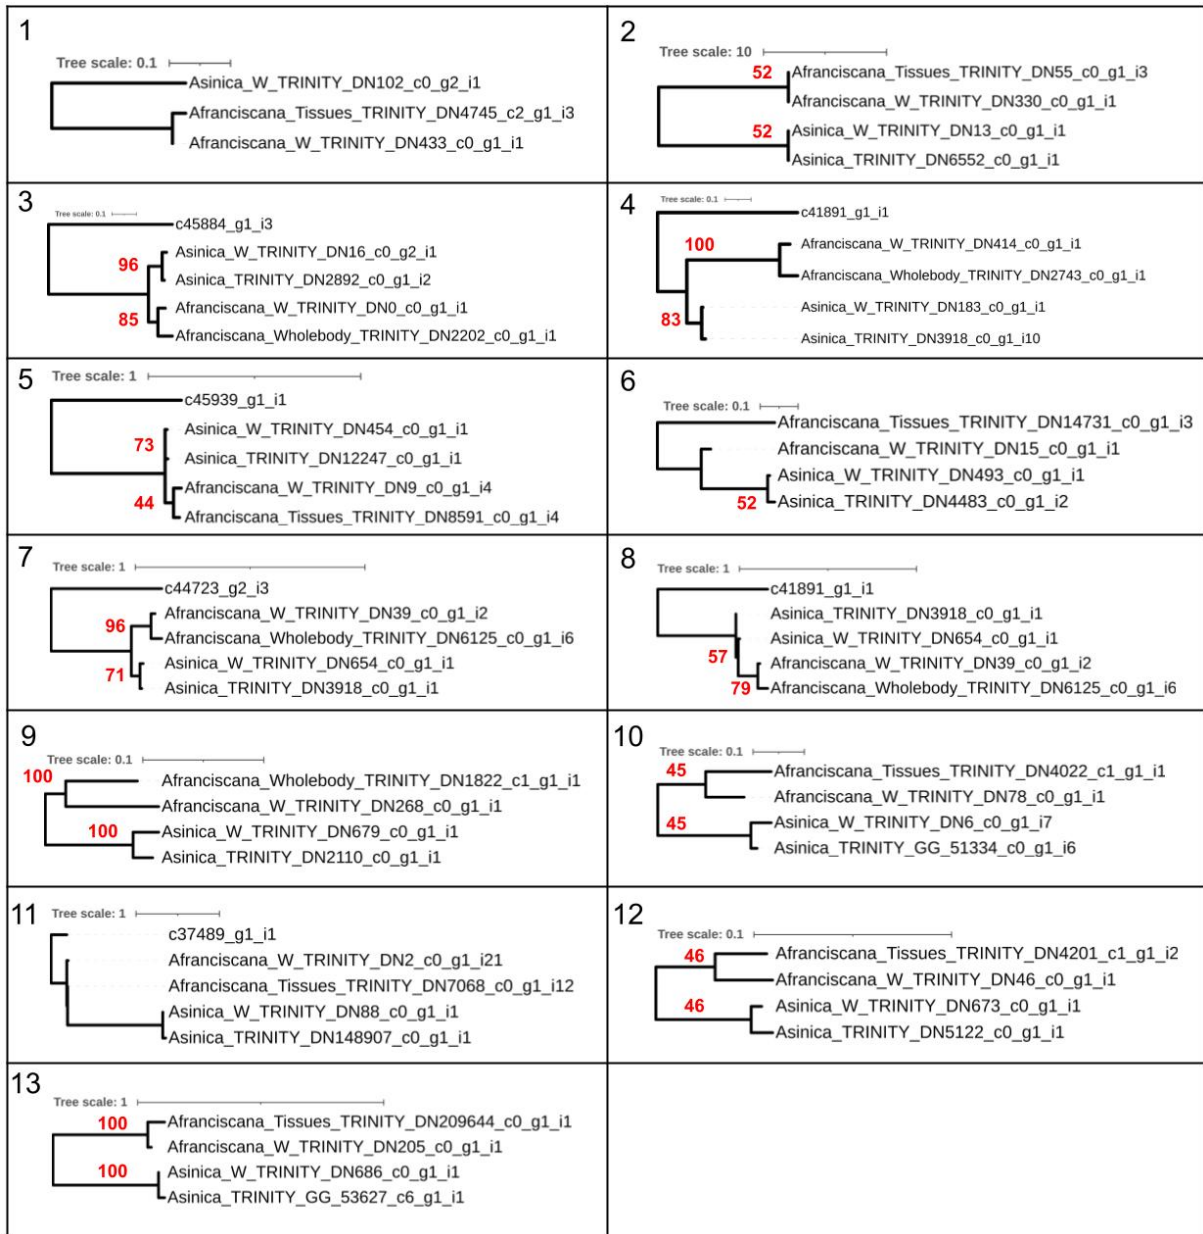 1
Tree scale: 0.1
Asinica_W_TRINITY_DN102_c0_g2_i1
Afranciscana_Tissues_TRINITY_DN4745_c2_g1_i3
Afranciscana_W_TRINITY_DN433_c0_g1_i1
2
Tree scale: 10
52
Afranciscana_Tissues_TRINITY_DN55_c0_g1_i3
Afranciscana_W_TRINITY_DN330_c0_g1_i1
52
Asinica_W_TRINITY_DN13_c0_g1_i1
Asinica_TRINITY_DN6552_c0_g1_i1
3
Tree scale: 0.1
c45884_g1_i3
Asinica_W_TRINITY_DN16_c0_g2_i1
96
Asinica_TRINITY_DN2892_c0_g1_i2
Afranciscana_W_TRINITY_DN0_c0_g1_i1
85
Afranciscana_Wholebody_TRINITY_DN2202_c0_g1_i1
4
Tree scale: 0.1
c41891_g1_i1
100
Afranciscana_W_TRINITY_DN414_c0_g1_i1
Afranciscana_Wholebody_TRINITY_DN2743_c0_g1_i1
Asinica_W_TRINITY_DN183_c0_g1_i1
83
Asinica_TRINITY_DN3918_c0_g1_i10
5
Tree scale: 1
c45939_g1_i1
Asinica_W_TRINITY_DN454_c0_g1_i1
73
Asinica_TRINITY_DN12247_c0_g1_i1
Afranciscana_W_TRINITY_DN9_c0_g1_i4
44
Afranciscana_Tissues_TRINITY_DN8591_c0_g1_i4
6
Tree scale: 0.1
Afranciscana_Tissues_TRINITY_DN14731_c0_g1_i3
Afranciscana_W_TRINITY_DN15_c0_g1_i1
Asinica_W_TRINITY_DN493_c0_g1_i1
52
Asinica_TRINITY_DN4483_c0_g1_i2
7
Tree scale: 1
c44723_g2_i3
Afranciscana_W_TRINITY_DN39_c0_g1_i2
96
Afranciscana_Wholebody_TRINITY_DN6125_c0_g1_i6
Asinica_W_TRINITY_DN654_c0_g1_i1
71
Asinica_TRINITY_DN3918_c0_g1_i1
8
Tree scale: 1
c41891_g1_i1
Asinica_TRINITY_DN3918_c0_g1_i1
Asinica_W_TRINITY_DN654_c0_g1_i1
57
Afranciscana_W_TRINITY_DN39_c0_g1_i2
79
Afranciscana_Wholebody_TRINITY_DN6125_c0_g1_i6
9
Tree scale: 0.1
100
Afranciscana_Wholebody_TRINITY_DN1822_c1_g1_i1
Afranciscana_W_TRINITY_DN268_c0_g1_i1
100
Asinica_W_TRINITY_DN679_c0_g1_i1
Asinica_TRINITY_DN2110_c0_g1_i1
10
Tree scale: 0.1
45
Afranciscana_Tissues_TRINITY_DN4022_c1_g1_i1
Afranciscana_W_TRINITY_DN78_c0_g1_i1
45
Asinica_W_TRINITY_DN6_c0_g1_i7
Asinica_TRINITY_GG_51334_c0_g1_i6
11
Tree scale: 1
c37489_g1_i1
Afranciscana_W_TRINITY_DN2_c0_g1_i21
Afranciscana_Tissues_TRINITY_DN7068_c0_g1_i12
Asinica_W_TRINITY_DN88_c0_g1_i1
Asinica_TRINITY_DN148907_c0_g1_i1
12
Tree scale: 0.1
46
Afranciscana_Tissues_TRINITY_DN4201_c1_g1_i2
Afranciscana_W_TRINITY_DN46_c0_g1_i1
46
Asinica_W_TRINITY_DN673_c0_g1_i1
Asinica_TRINITY_DN5122_c0_g1_i1
13
Tree scale: 1
100
Afranciscana_Tissues_TRINITY_DN209644_c0_g1_i1
Afranciscana_W_TRINITY_DN205_c0_g1_i1
100
Asinica_W_TRINITY_DN686_c0_g1_i1
Asinica_TRINITY_GG_53627_c6_g1_i1